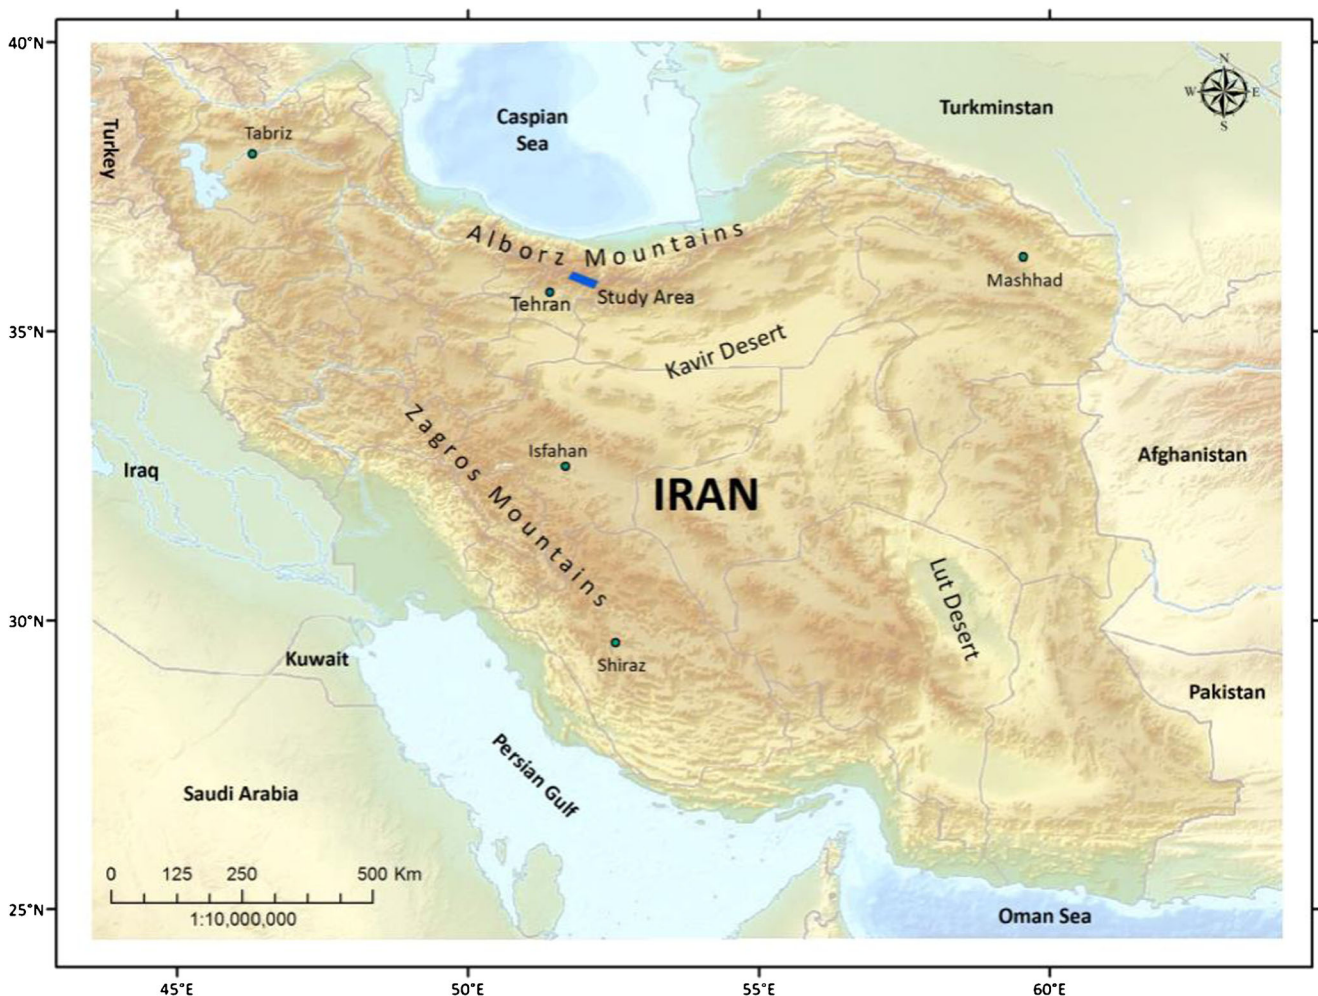 40°N
35°N
30°N
25°N
45°E
50°E
55°E
60°E
N
W E
S
Turkey
Tabriz
Caspian
Sea
Turkminstan
Alborz Mountains
Mashhad
Tehran
Study Area
Kavir Desert
Zagros Mountains
Isfahan
Iraq
IRAN
Afghanistan
Lut Desert
Kuwait
Shiraz
Pakistan
Persian Gulf
Saudi Arabia
0 125 250 500 Km
1:10,000,000
Oman Sea